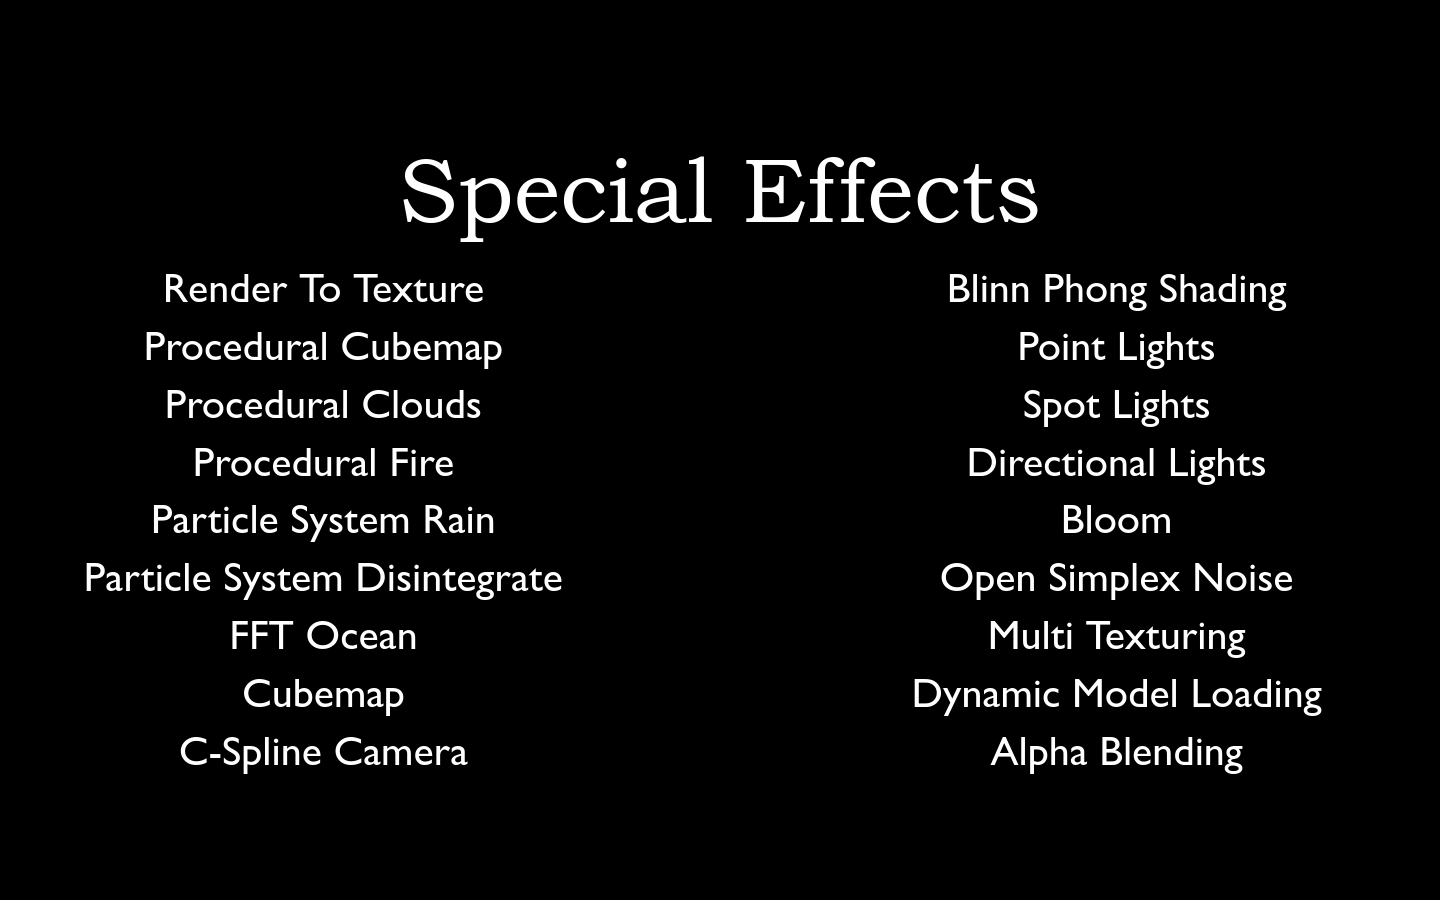 Special Effects
Render To Texture
Procedural Cubemap
Procedural Clouds
Procedural Fire
Particle System Rain
Particle System Disintegrate
FFT Ocean
Cubemap
C-Spline Camera
Blinn Phong Shading
Point Lights
Spot Lights
Directional Lights
Bloom
Open Simplex Noise
Multi Texturing
Dynamic Model Loading
Alpha Blending